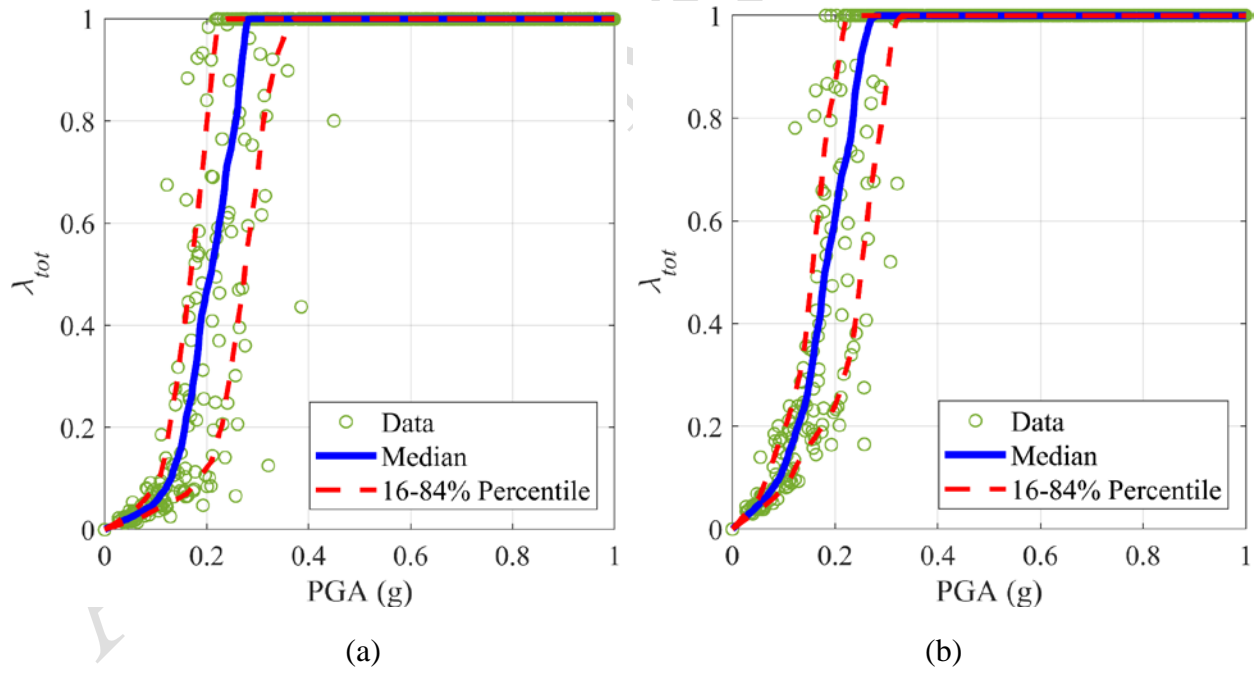 1
0.8
0.6
0.4
0.2
0
λtot
0 0.2 0.4 0.6 0.8 1
PGA (g)
Data
Median
16-84% Percentile
(a)
1
0.8
0.6
0.4
0.2
0
λtot
0 0.2 0.4 0.6 0.8 1
PGA (g)
Data
Median
16-84% Percentile
(b)